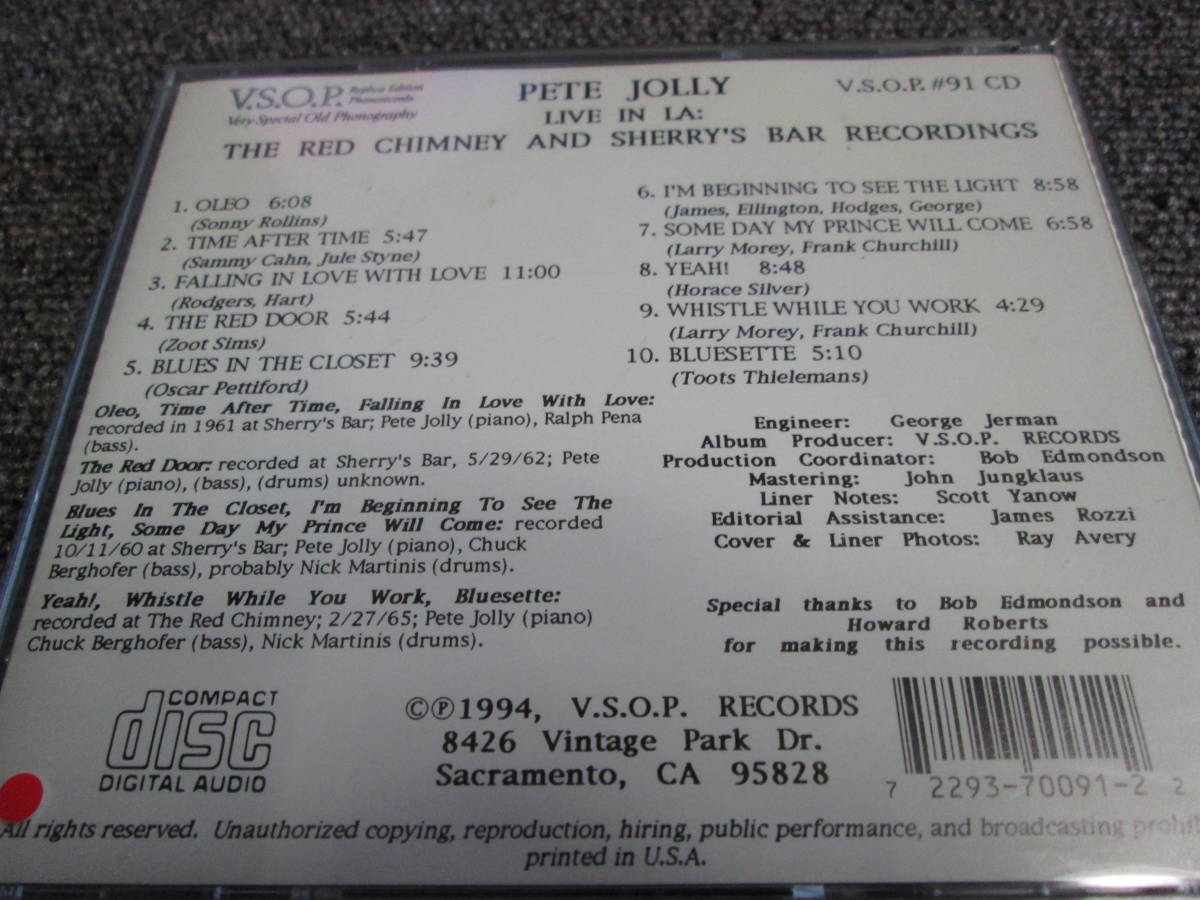 V.S.O.P. Replica Edition
Phonorecords
Very Special Old Phonography
PETE JOLLY
LIVE IN LA:
THE RED CHIMNEY AND SHERRY'S BAR RECORDINGS
V.S.O.P. #91 CD
1. OLEO 6:08
(Sonny Rollins)
2. TIME AFTER TIME 5:47
(Sammy Cahn, Jule Styne)
3. FALLING IN LOVE WITH LOVE 11:00
(Rodgers, Hart)
4. THE RED DOOR 5:44
(Zoot Sims)
5. BLUES IN THE CLOSET 9:39
(Oscar Pettiford)
6. I'M BEGINNING TO SEE THE LIGHT 8:58
(James, Ellington, Hodges, George)
7. SOME DAY MY PRINCE WILL COME 6:58
(Larry Morey, Frank Churchill)
8. YEAH! 8:48
(Horace Silver)
9. WHISTLE WHILE YOU WORK 4:29
(Larry Morey, Frank Churchill)
10. BLUESETTE 5:10
(Toots Thielemans)
Oleo, Time After Time, Falling In Love With Love:
recorded in 1961 at Sherry's Bar; Pete Jolly (piano), Ralph Pena
(bass).
The Red Door: recorded at Sherry's Bar, 5/29/62; Pete
Jolly (piano), (bass), (drums) unknown.
Blues In The Closet, I'm Beginning To See The
Light, Some Day My Prince Will Come: recorded
10/11/60 at Sherry's Bar; Pete Jolly (piano), Chuck
Berghofer (bass), probably Nick Martinis (drums).
Yeah!, Whistle While You Work, Bluesette:
recorded at The Red Chimney; 2/27/65; Pete Jolly (piano)
Chuck Berghofer (bass), Nick Martinis (drums).
Engineer: George Jerman
Album Producer: V.S.O.P. RECORDS
Production Coordinator: Bob Edmondson
Mastering: John Jungklaus
Liner Notes: Scott Yanow
Editorial Assistance: James Rozzi
Cover & Liner Photos: Ray Avery
Special thanks to Bob Edmondson and
Howard Roberts
for making this recording possible.
COMPACT
disc
DIGITAL AUDIO
©℗1994, V.S.O.P. RECORDS
8426 Vintage Park Dr.
Sacramento, CA 95828
7 2293-70091-2 2
All rights reserved. Unauthorized copying, reproduction, hiring, public performance, and broadcasting prohib
printed in U.S.A.